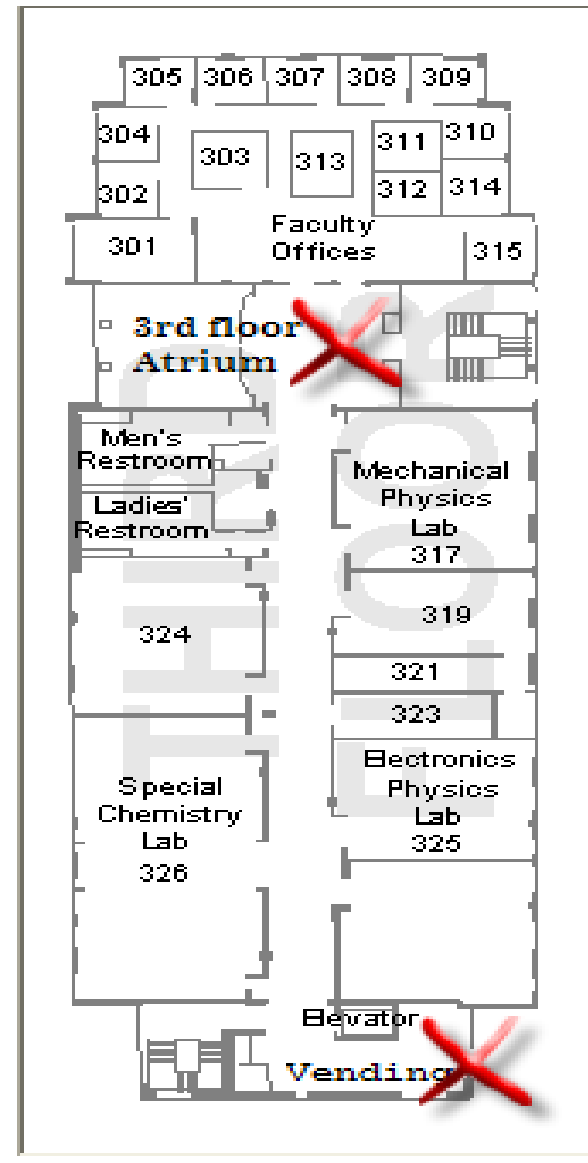 305 306 307 308 309
304 303 313 311 310
302 312 314
301 Faculty Offices 315
3rd floor
Atrium
Men's
Restroom
Ladies'
Restroom
Mechanical
Physics
Lab
317
324
319
321
323
Special
Chemistry
Lab
326
Electronics
Physics
Lab
325
Elevator
Vending
THIRD
FLOOR